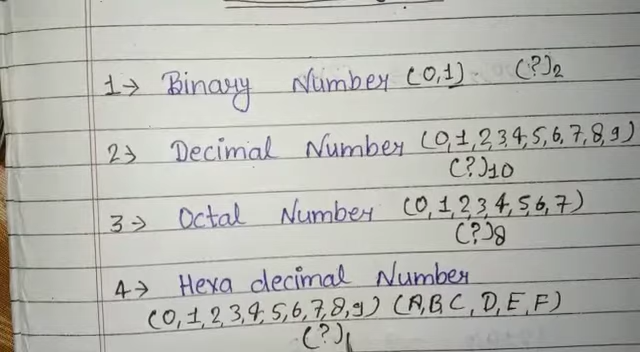 1→ Binary Number (0,1) (?)2
2→ Decimal Number (0,1,2,3,4,5,6,7,8,9)
(?)10
3→ Octal Number (0,1,2,3,4,5,6,7)
(?)8
4→ Hexa decimal Number
(0,1,2,3,4,5,6,7,8,9) (A,B,C,D,E,F)
(?)1